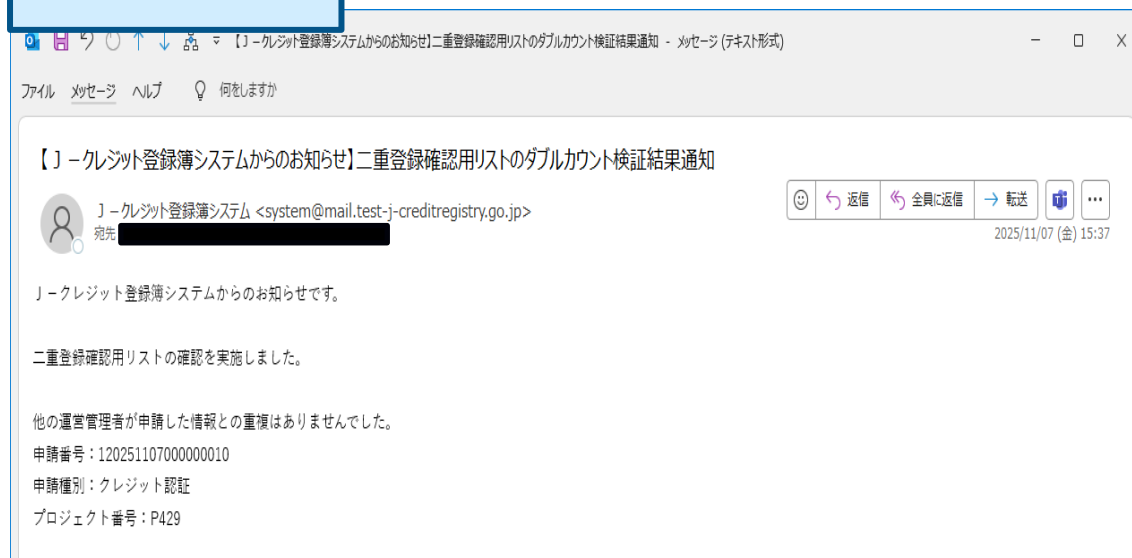 【Ｊ－クレジット登録簿システムからのお知らせ】二重登録確認用リストのダブルカウント検証結果通知 - メッセージ (テキスト形式)
ファイル メッセージ ヘルプ 何をしますか
【Ｊ－クレジット登録簿システムからのお知らせ】二重登録確認用リストのダブルカウント検証結果通知
Ｊ－クレジット登録簿システム <system@mail.test-j-creditregistry.go.jp>
宛先
返信 全員に返信 転送
2025/11/07 (金) 15:37
Ｊ－クレジット登録簿システムからのお知らせです。
二重登録確認用リストの確認を実施しました。
他の運営管理者が申請した情報との重複はありませんでした。
申請番号：120251107000000010
申請種別：クレジット認証
プロジェクト番号：P429